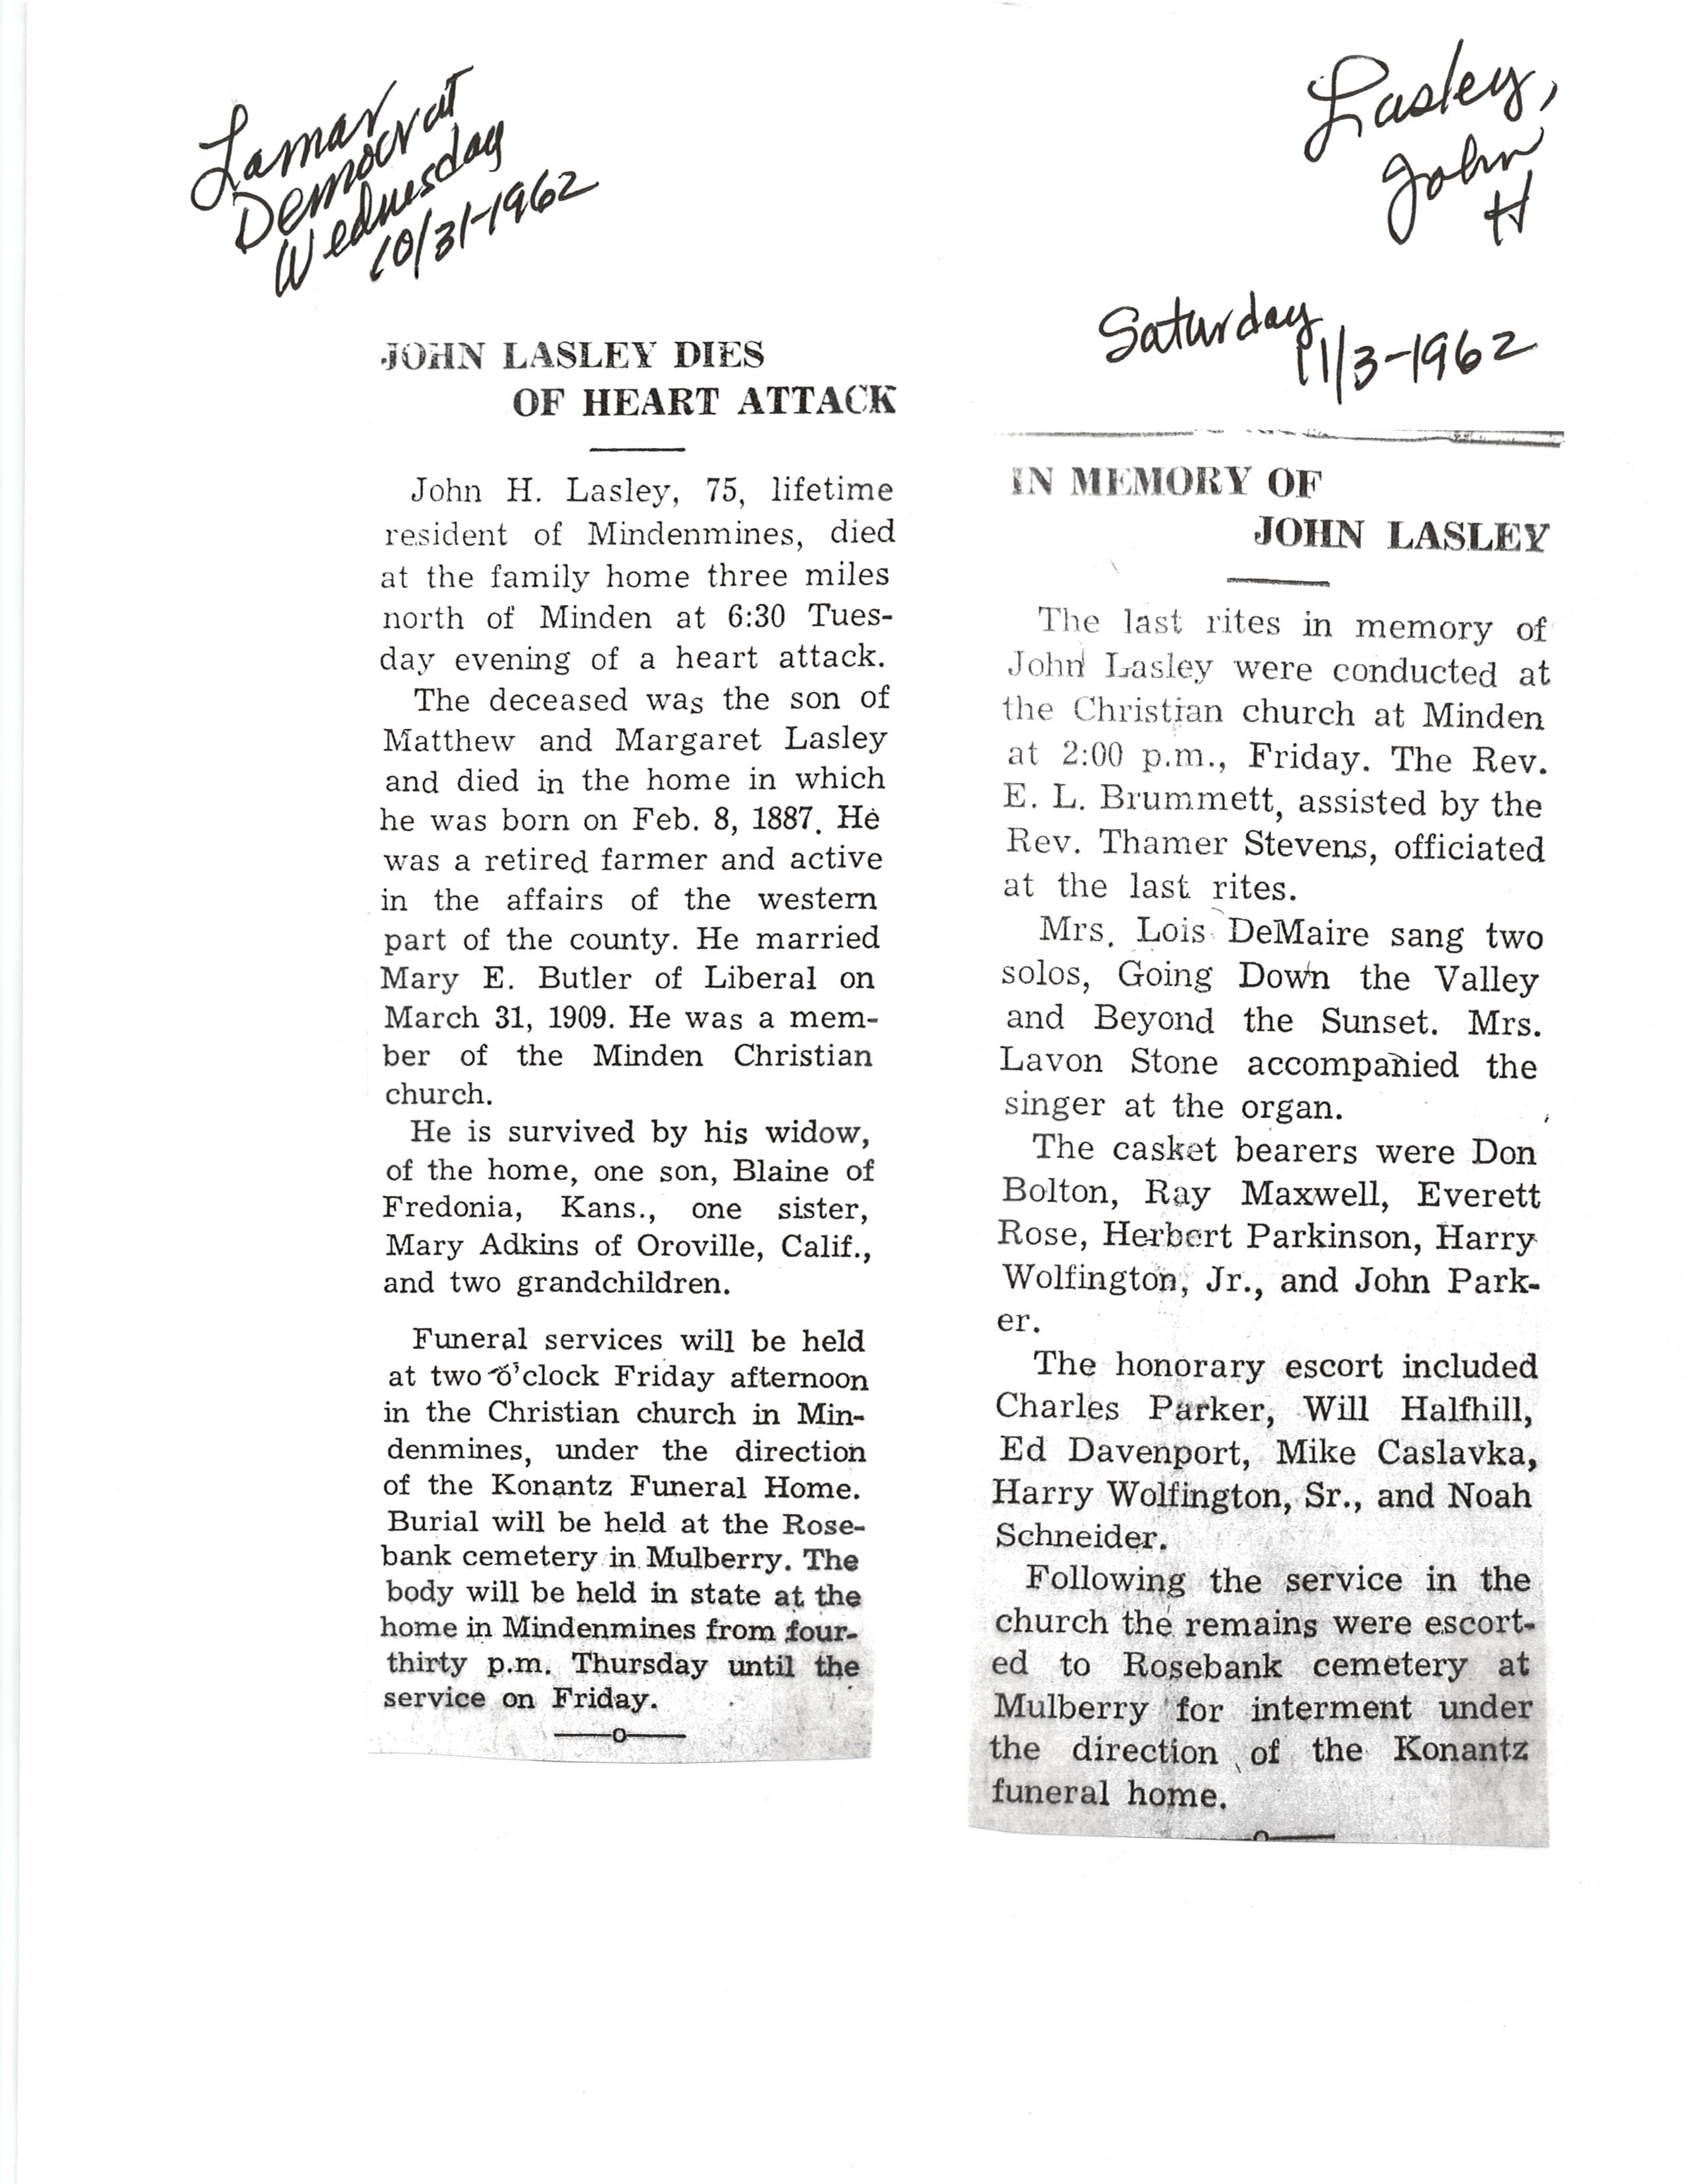 Lamar
Democrat
Wednesday
10/31-1962
JOHN LASLEY DIES
OF HEART ATTACK
John H. Lasley, 75, lifetime
resident of Mindenmines, died
at the family home three miles
north of Minden at 6:30 Tues-
day evening of a heart attack.
The deceased was the son of
Matthew and Margaret Lasley
and died in the home in which
he was born on Feb. 8, 1887. He
was a retired farmer and active
in the affairs of the western
part of the county. He married
Mary E. Butler of Liberal on
March 31, 1909. He was a mem-
ber of the Minden Christian
church.
He is survived by his widow,
of the home, one son, Blaine of
Fredonia, Kans., one sister,
Mary Adkins of Oroville, Calif.,
and two grandchildren.
Funeral services will be held
at two o'clock Friday afternoon
in the Christian church in Min-
denmines, under the direction
of the Konantz Funeral Home.
Burial will be held at the Rose-
bank cemetery in Mulberry. The
body will be held in state at the
home in Mindenmines from four-
thirty p.m. Thursday until the
service on Friday.
Lasley,
John
H
Saturday
11/3-1962
IN MEMORY OF
JOHN LASLEY
The last rites in memory of
John Lasley were conducted at
the Christian church at Minden
at 2:00 p.m., Friday. The Rev.
E. L. Brummett, assisted by the
Rev. Thamer Stevens, officiated
at the last rites.
Mrs. Lois DeMaire sang two
solos, Going Down the Valley
and Beyond the Sunset. Mrs.
Lavon Stone accompanied the
singer at the organ.
The casket bearers were Don
Bolton, Ray Maxwell, Everett
Rose, Herbert Parkinson, Harry
Wolfington, Jr., and John Park-
er.
The honorary escort included
Charles Parker, Will Halfhill,
Ed Davenport, Mike Caslavka,
Harry Wolfington, Sr., and Noah
Schneider.
Following the service in the
church the remains were escort-
ed to Rosebank cemetery at
Mulberry for interment under
the direction of the Konantz
funeral home.